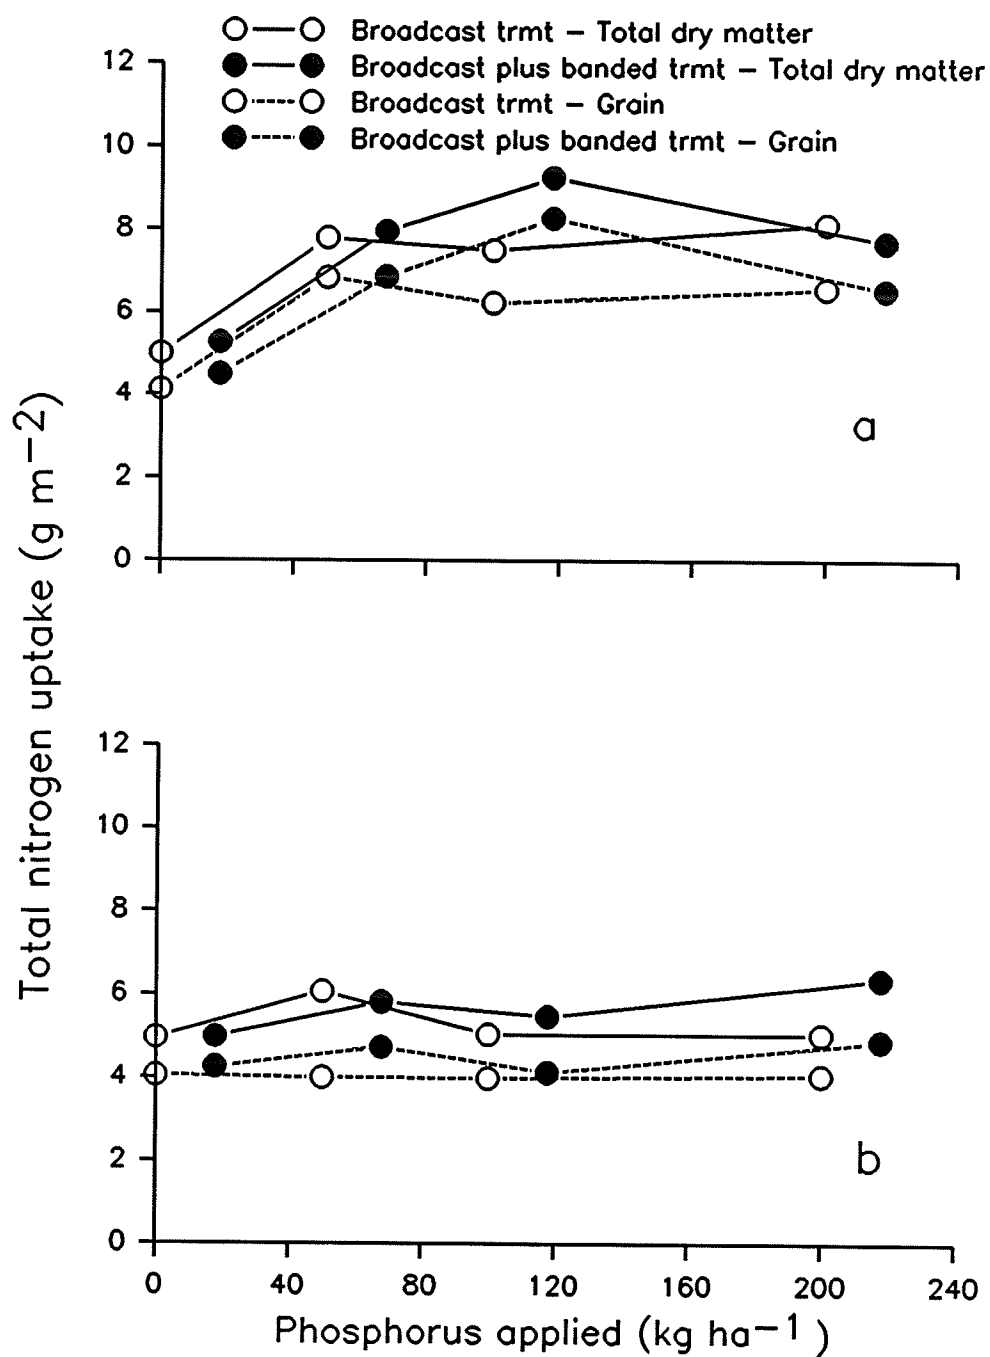 Broadcast trmt – Total dry matter
Broadcast plus banded trmt – Total dry matter
Broadcast trmt – Grain
Broadcast plus banded trmt – Grain
12
10
8
6
4
2
0
a
Total nitrogen uptake (g m−2)
12
10
8
6
4
2
0
b
0 40 80 120 160 200 240
Phosphorus applied (kg ha−1)